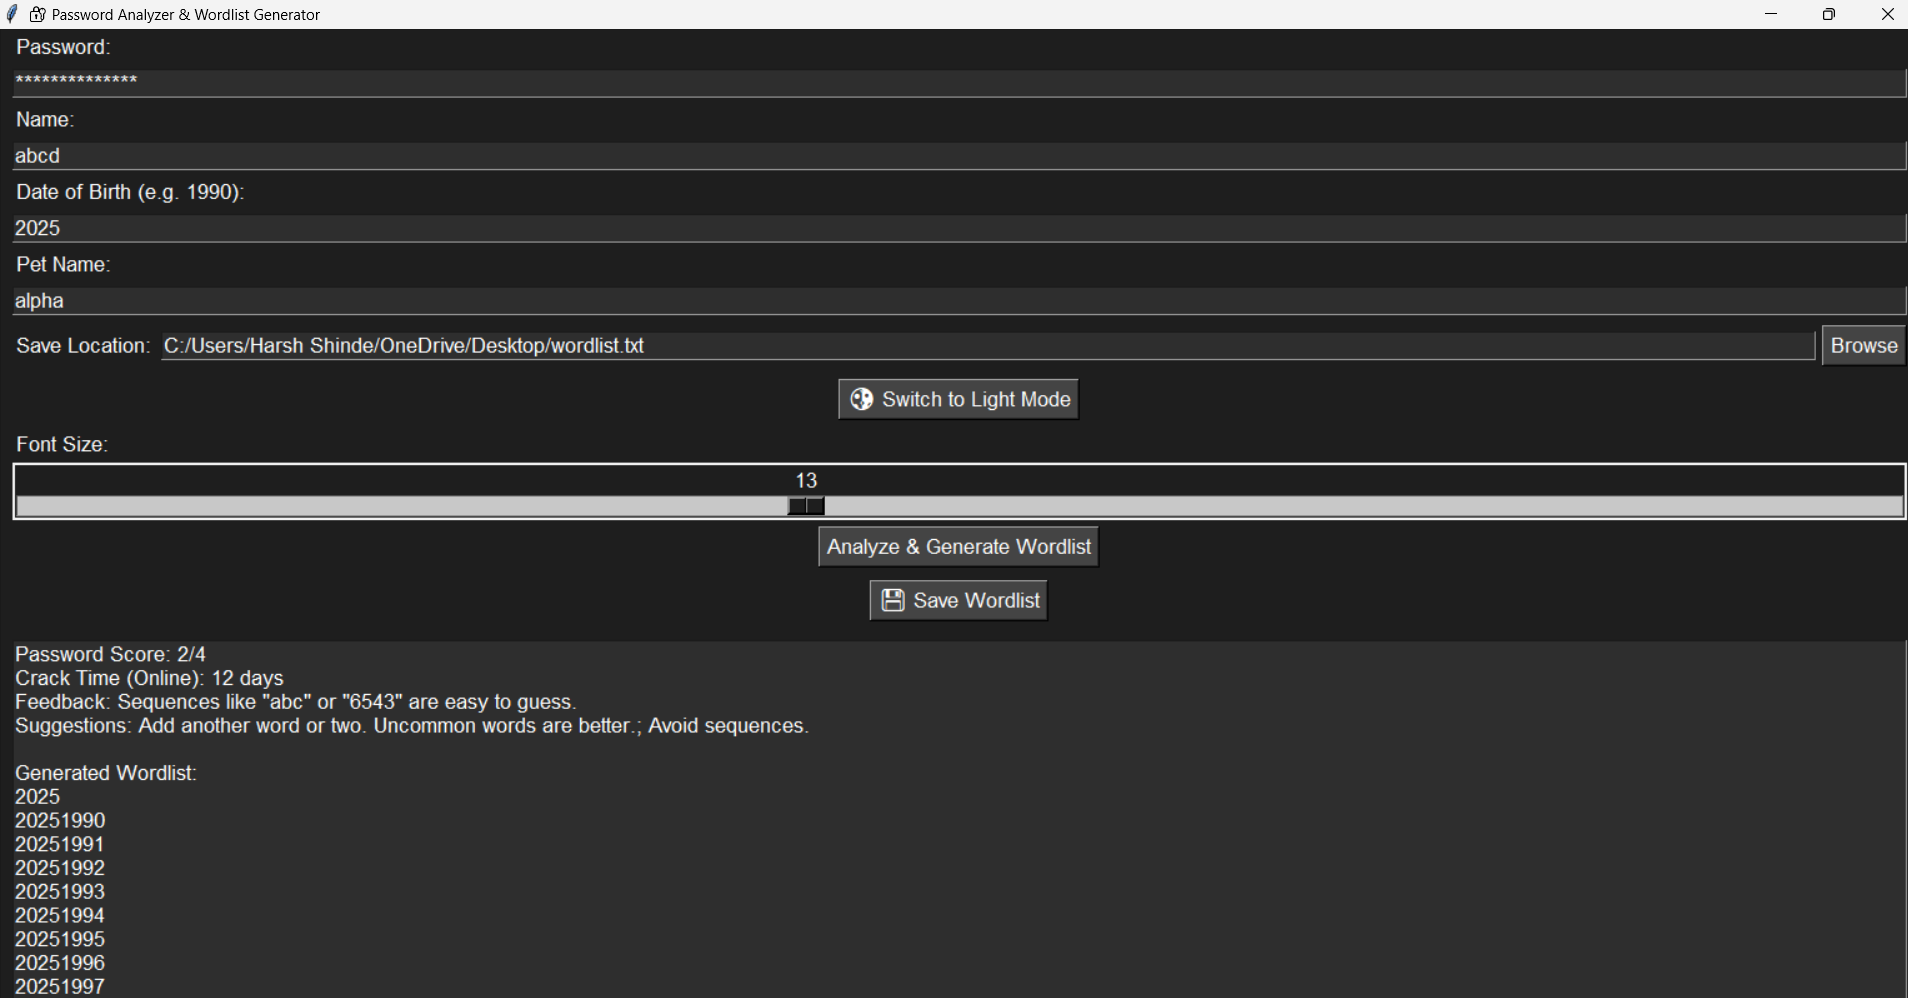 Password Analyzer & Wordlist Generator
Password:
**************
Name:
abcd
Date of Birth (e.g. 1990):
2025
Pet Name:
alpha
Save Location: C:/Users/Harsh Shinde/OneDrive/Desktop/wordlist.txt Browse
Switch to Light Mode
Font Size:
13
Analyze & Generate Wordlist
Save Wordlist
Password Score: 2/4
Crack Time (Online): 12 days
Feedback: Sequences like "abc" or "6543" are easy to guess.
Suggestions: Add another word or two. Uncommon words are better.; Avoid sequences.
Generated Wordlist:
2025
20251990
20251991
20251992
20251993
20251994
20251995
20251996
20251997